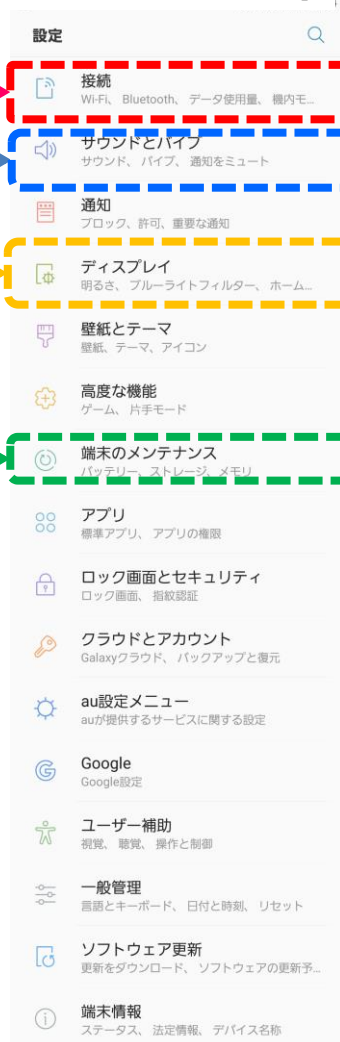 設定
接続
Wi-Fi、 Bluetooth、 データ使用量、 機内モ...
サウンドとバイブ
サウンド、 バイブ、 通知をミュート
通知
ブロック、許可、重要な通知
ディスプレイ
明るさ、 ブルーライトフィルター、 ホーム...
壁紙とテーマ
壁紙、テーマ、アイコン
高度な機能
ゲーム、 片手モード
端末のメンテナンス
バッテリー、ストレージ、メモリ
アプリ
標準アプリ、 アプリの権限
ロック画面とセキュリティ
ロック画面、 指紋認証
クラウドとアカウント
Galaxyクラウド、 バックアップと復元
au設定メニュー
auが提供するサービスに関する設定
Google
Google設定
ユーザー補助
視覚、 聴覚、 操作と制御
一般管理
言語とキーボード、 日付と時刻、 リセット
ソフトウェア更新
更新をダウンロード、 ソフトウェアの更新予...
端末情報
ステータス、 法定情報、 デバイス名称